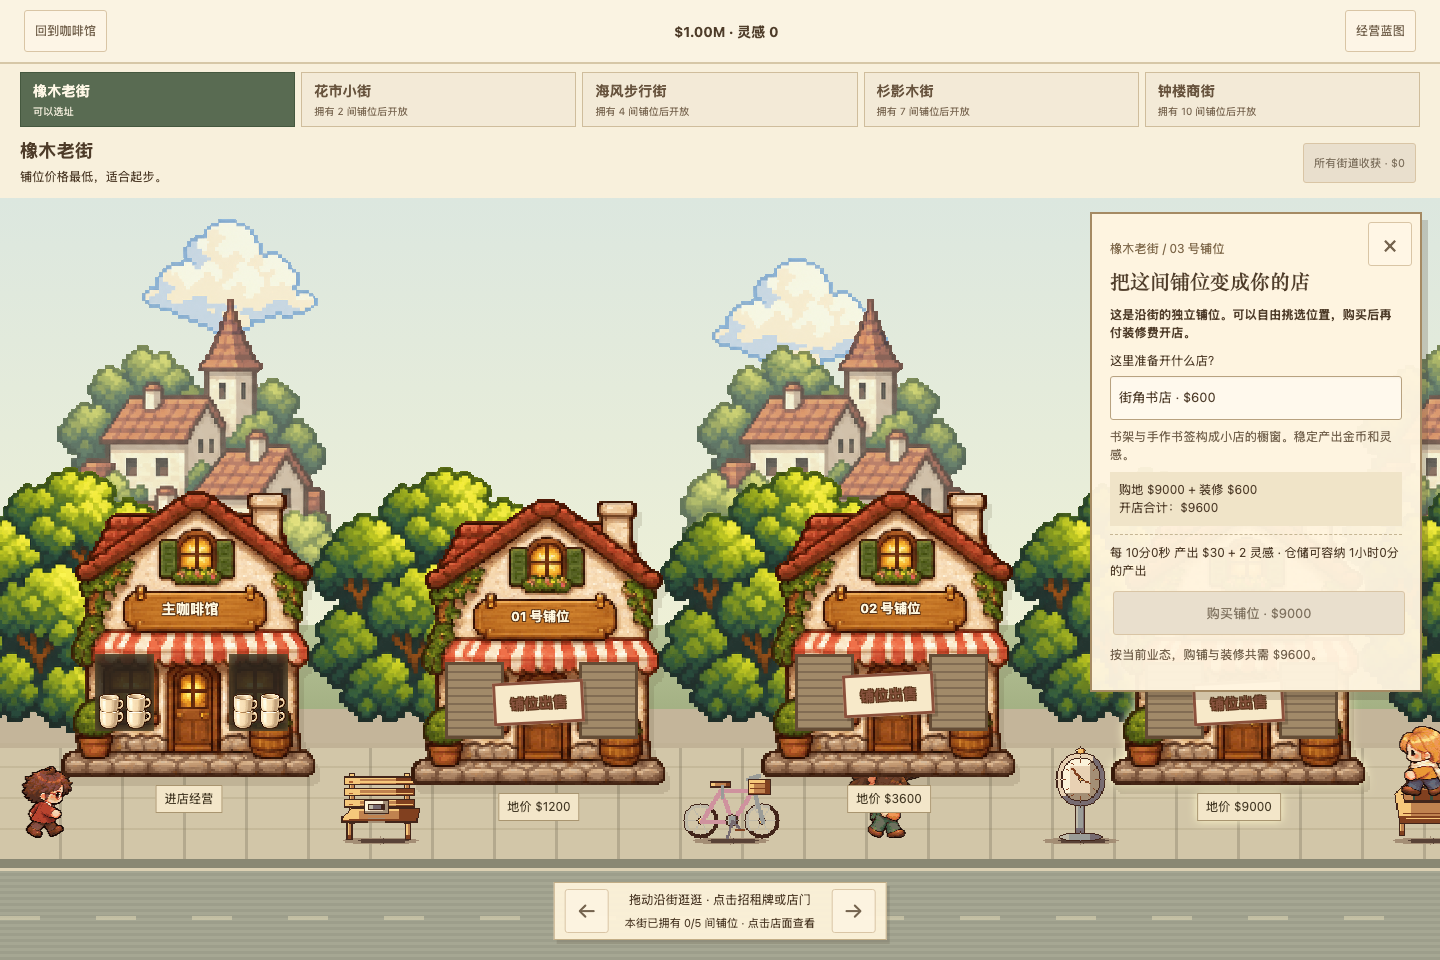 回到咖啡馆
$1.00M · 灵感 0
经营蓝图
橡木老街
可以选址
花市小街
拥有 2 间铺位后开放
海风步行街
拥有 4 间铺位后开放
杉影木街
拥有 7 间铺位后开放
钟楼商街
拥有 10 间铺位后开放
橡木老街
铺位价格最低，适合起步。
所有街道收获 · $0
橡木老街 / 03 号铺位
把这间铺位变成你的店
这是沿街的独立铺位。可以自由挑选位置，购买后再
付装修费开店。
这里准备开什么店?
街角书店 · $600
书架与手作书签构成小店的橱窗。稳定产出金币和灵
感。
购地 $9000 + 装修 $600
开店合计：$9600
每 10分0秒 产出 $30 + 2 灵感 · 仓储可容纳 1小时0分
的产出
购买铺位 · $9000
按当前业态，购铺与装修共需 $9600。
主咖啡馆
01 号铺位
02 号铺位
铺位出售
铺位出售
铺位出售
进店经营
地价 $1200
地价 $3600
地价 $9000
拖动沿街逛逛 · 点击招租牌或店门
本街已拥有 0/5 间铺位 · 点击店面查看